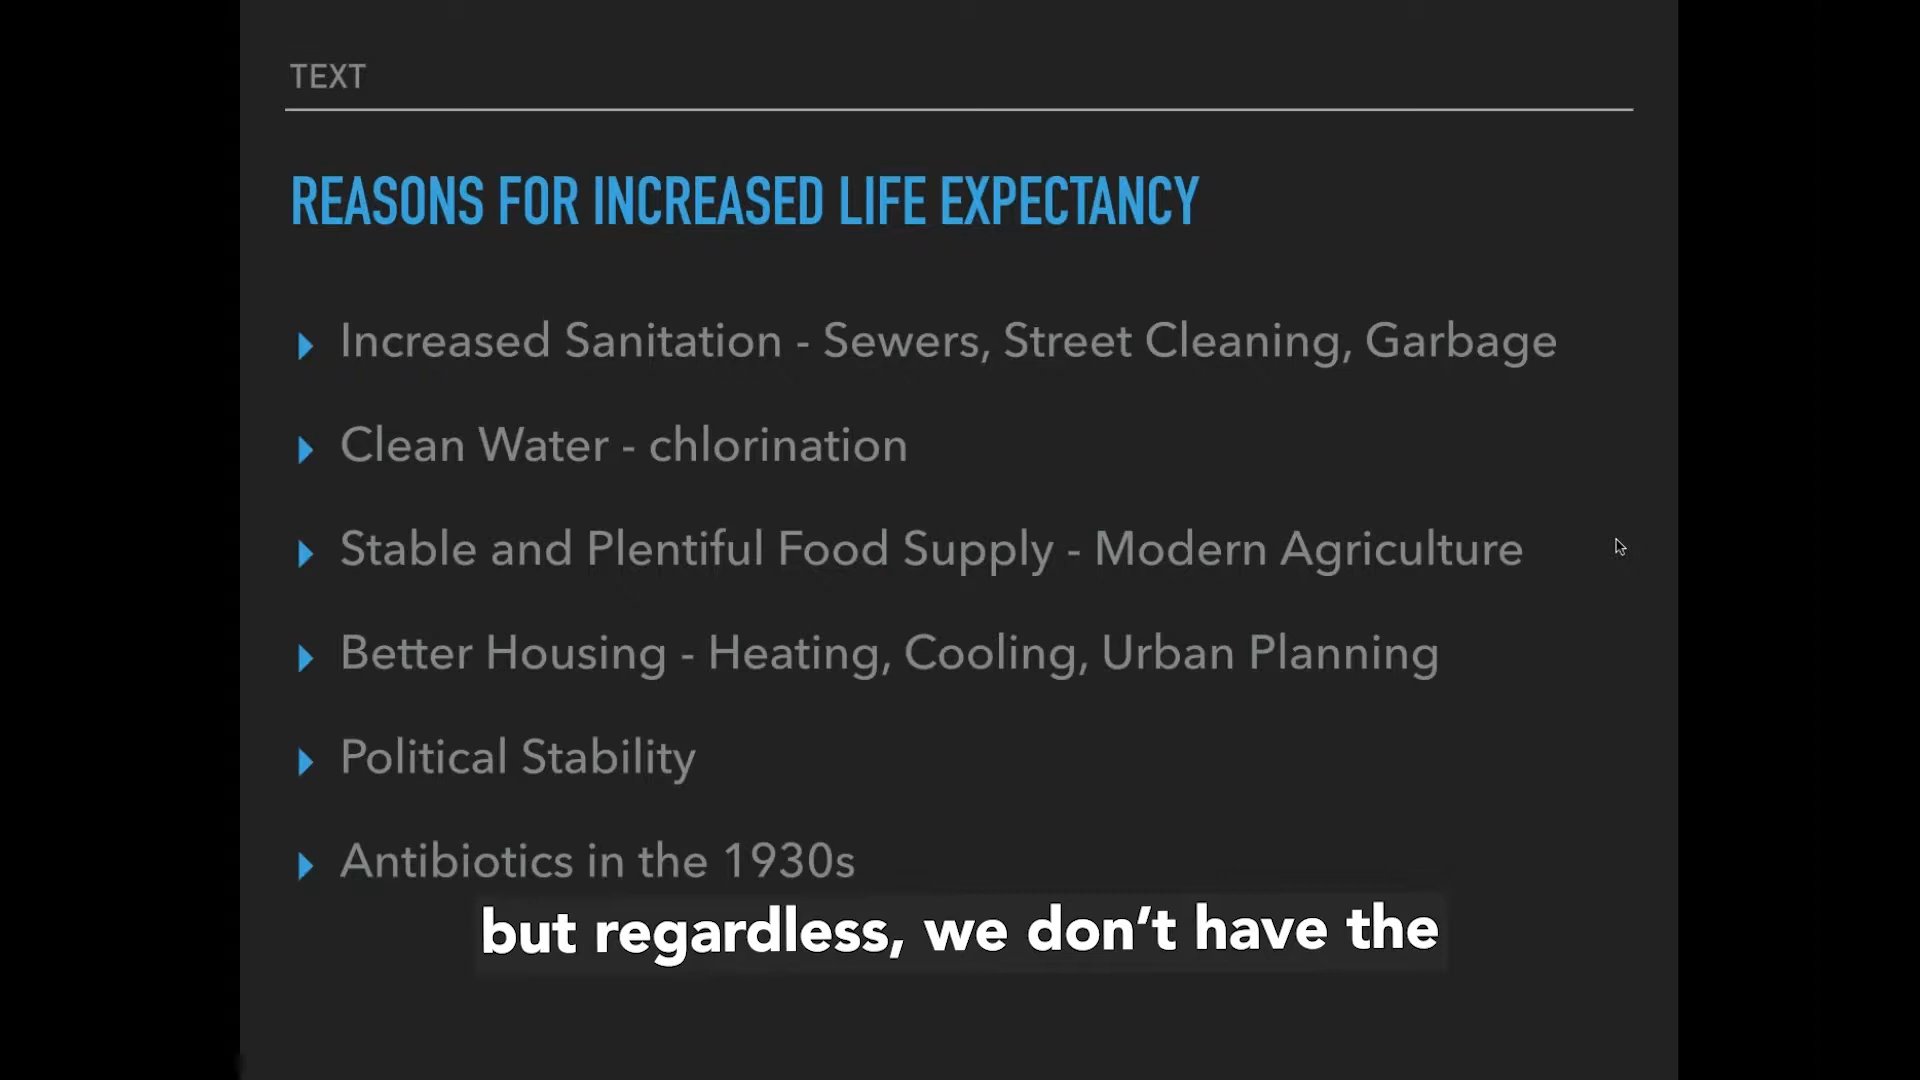 TEXT
REASONS FOR INCREASED LIFE EXPECTANCY
Increased Sanitation - Sewers, Street Cleaning, Garbage
Clean Water - chlorination
Stable and Plentiful Food Supply - Modern Agriculture
Better Housing - Heating, Cooling, Urban Planning
Political Stability
Antibiotics in the 1930s
but regardless, we don’t have the